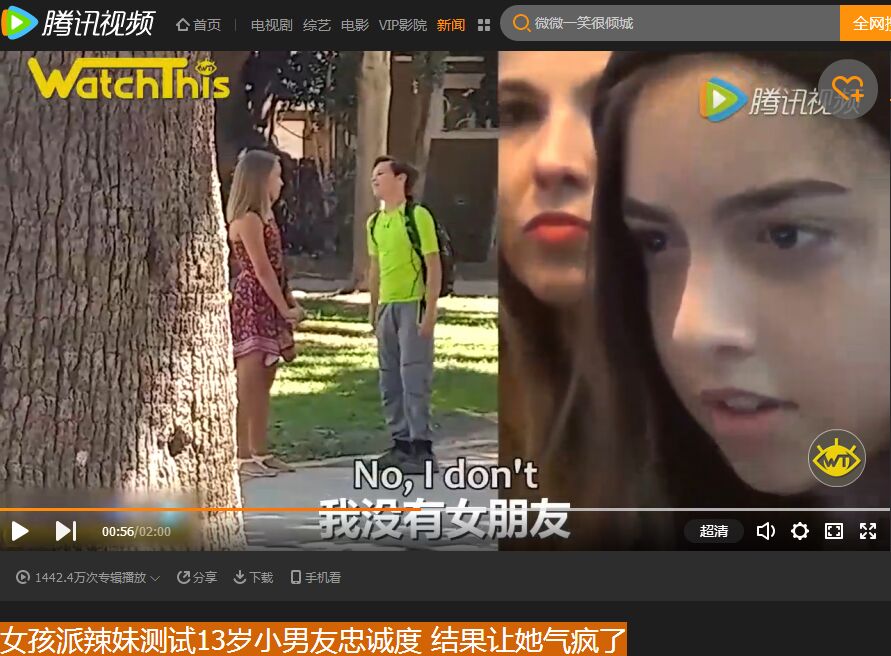 腾讯视频
首页 电视剧 综艺 电影 VIP影院 新闻 微微一笑很倾城 全网搜
WatchThis
腾讯视频
WT
No, I don't
我没有女朋友
00:56/02:00 超清
1442.4万次专辑播放 分享 下载 手机看
女孩派辣妹测试13岁小男友忠诚度 结果让她气疯了